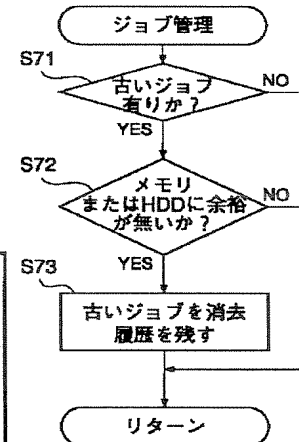 ジョブ管理
S71
古いジョブ
有りか？
NO
YES
S72
メモリ
またはHDDに余裕
が無いか？
NO
YES
S73
古いジョブを消去
履歴を残す
リターン